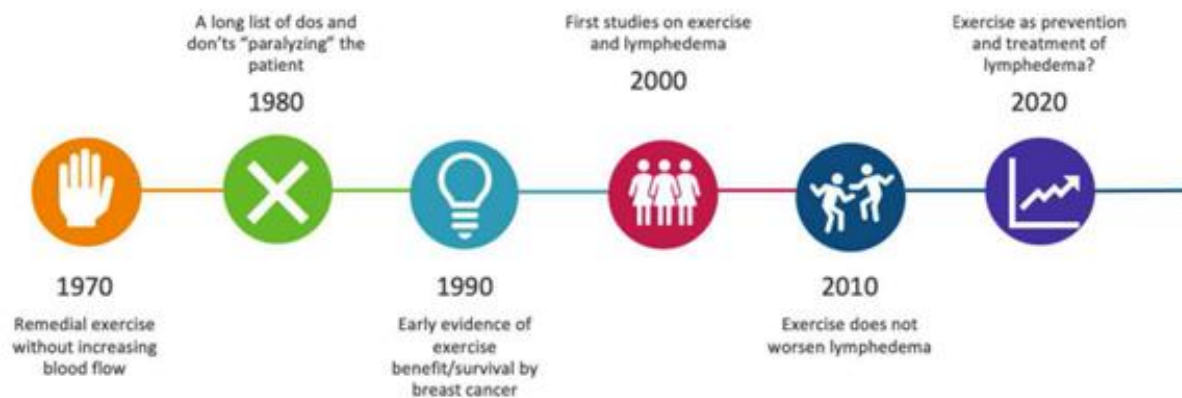 1970
Remedial exercise
without increasing
blood flow
A long list of dos and
don'ts “paralyzing” the
patient
1980
1990
Early evidence of
exercise
benefit/survival by
breast cancer
First studies on exercise
and lymphedema
2000
2010
Exercise does not
worsen lymphedema
Exercise as prevention
and treatment of
lymphedema?
2020